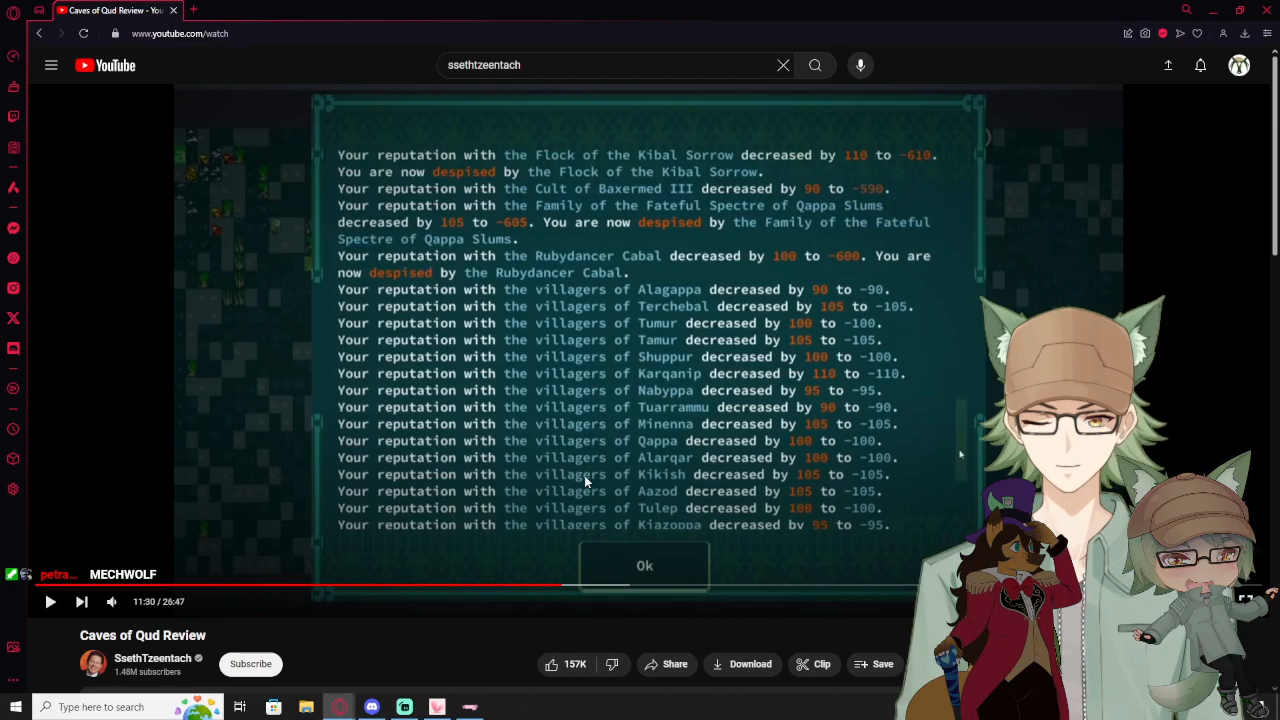 Caves of Qud Review - You
www.youtube.com/watch
YouTube
ssethtzeentach
Your reputation with the Flock of the Kibal Sorrow decreased by 110 to -610.
You are now despised by the Flock of the Kibal Sorrow.
Your reputation with the Cult of Baxermed III decreased by 90 to -590.
Your reputation with the Family of the Fateful Spectre of Qappa Slums
decreased by 105 to -605. You are now despised by the Family of the Fateful
Spectre of Qappa Slums.
Your reputation with the Rubydancer Cabal decreased by 100 to -600. You are
now despised by the Rubydancer Cabal.
Your reputation with the villagers of Alagappa decreased by 90 to -90.
Your reputation with the villagers of Terchebal decreased by 105 to -105.
Your reputation with the villagers of Tumur decreased by 100 to -100.
Your reputation with the villagers of Tamur decreased by 105 to -105.
Your reputation with the villagers of Shuppur decreased by 100 to -100.
Your reputation with the villagers of Karqanip decreased by 110 to -110.
Your reputation with the villagers of Nabyppa decreased by 95 to -95.
Your reputation with the villagers of Tuarrammu decreased by 90 to -90.
Your reputation with the villagers of Minenna decreased by 105 to -105.
Your reputation with the villagers of Qappa decreased by 100 to -100.
Your reputation with the villagers of Alarqar decreased by 100 to -100.
Your reputation with the villagers of Kikish decreased by 105 to -105.
Your reputation with the villagers of Aazod decreased by 105 to -105.
Your reputation with the villagers of Tulep decreased by 100 to -100.
Your reputation with the villagers of Kiazoppa decreased by 95 to -95.
Ok
petra... MECHWOLF
11:30 / 26:47
Caves of Qud Review
SsethTzeentach
1.48M subscribers
Subscribe
157K
Share
Download
Clip
Save
Type here to search